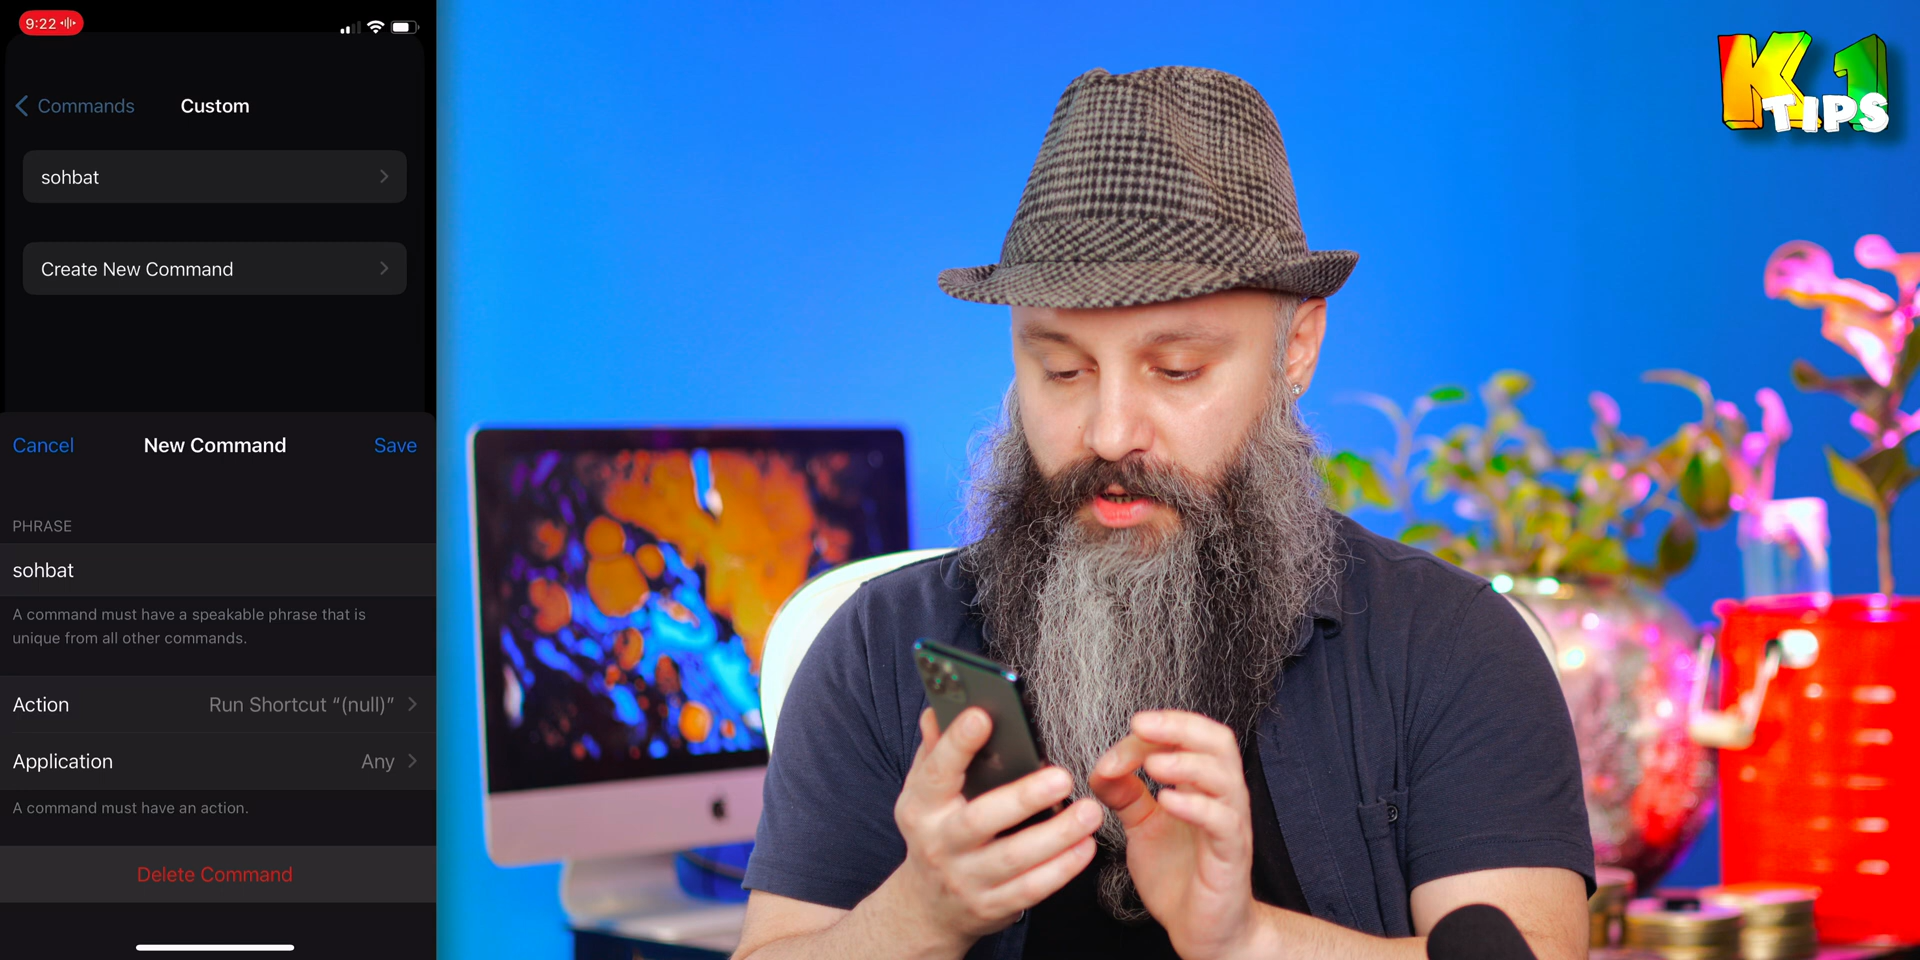 9:22
Commands
Custom
sohbat
Create New Command
Cancel
New Command
Save
PHRASE
sohbat
A command must have a speakable phrase that is
unique from all other commands.
Action
Run Shortcut “(null)”
Application
Any
A command must have an action.
Delete Command
K1
TIPS